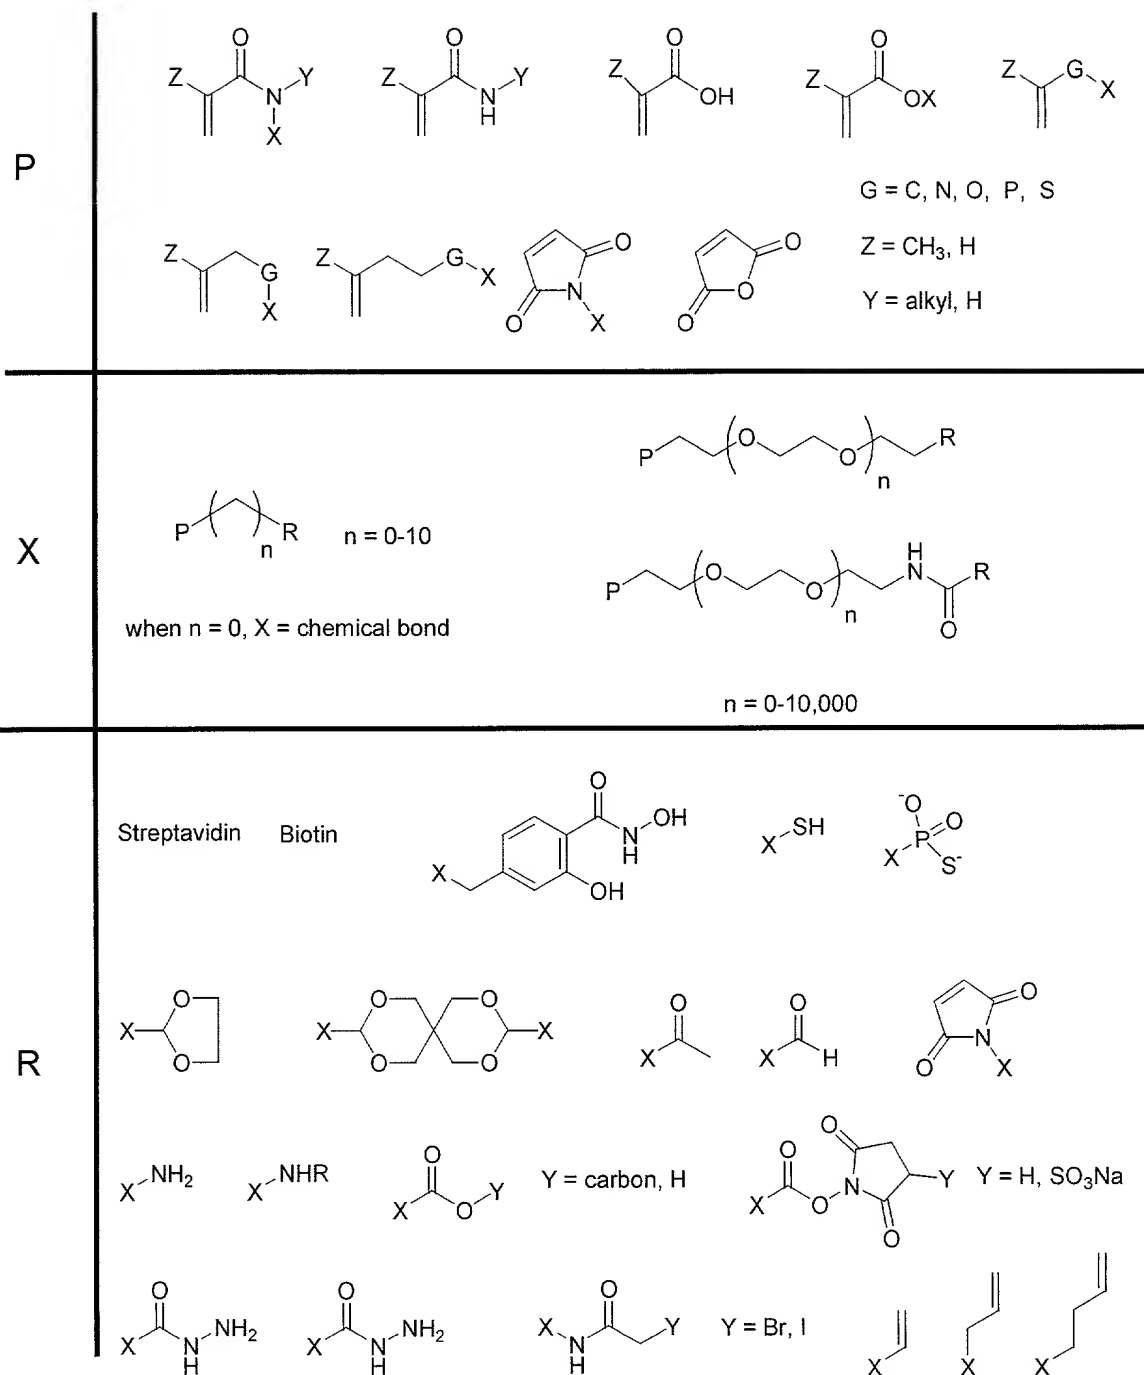 P
O Z N Y X
O Z N H Y
O Z OH
O Z OX
Z G X
G = C, N, O, P, S
Z G X
Z G X
O N O X
O O O
Z = CH3, H
Y = alkyl, H
X
P ( ) n R
n = 0-10
when n = 0, X = chemical bond
P ( O O ) n R
P ( O O ) n H N O R
n = 0-10,000
R
Streptavidin
Biotin
X O N H OH OH
X SH
-O P O X S-
X O O
X O O O O X
X O
X O H
O N O X
X NH2
X NHR
X O O Y
Y = carbon, H
X O O N O O Y
Y = H, SO3Na
X O N H NH2
X O N H NH2
X N H O Y
Y = Br, I
X
X
X